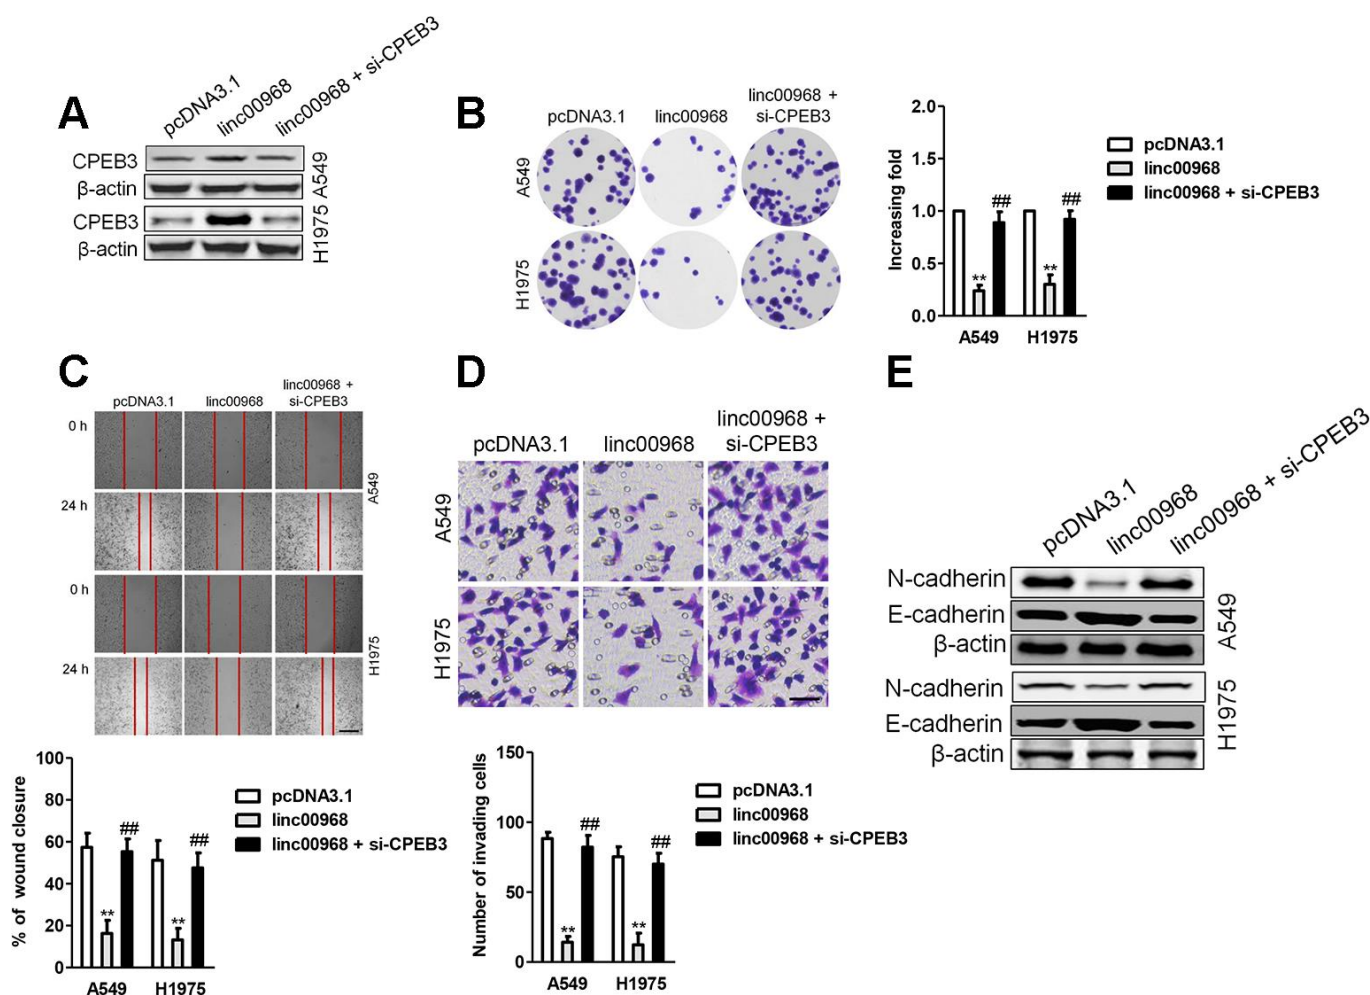 A
pcDNA3.1
linc00968
linc00968 + si-CPEB3
CPEB3
β-actin
A549
CPEB3
β-actin
H1975
B
pcDNA3.1
linc00968
linc00968 +
si-CPEB3
A549
H1975
Increasing fold
2.0
1.5
1.0
0.5
0.0
**
##
**
##
A549
H1975
pcDNA3.1
linc00968
linc00968 + si-CPEB3
C
pcDNA3.1
linc00968
linc00968 +
si-CPEB3
0 h
24 h
A549
0 h
24 h
H1975
% of wound closure
100
80
60
40
20
0
**
##
**
##
A549
H1975
pcDNA3.1
linc00968
linc00968 + si-CPEB3
D
pcDNA3.1
linc00968
linc00968 +
si-CPEB3
A549
H1975
Number of invading cells
150
100
50
0
**
##
**
##
A549
H1975
pcDNA3.1
linc00968
linc00968 + si-CPEB3
E
pcDNA3.1
linc00968
linc00968 + si-CPEB3
N-cadherin
E-cadherin
β-actin
A549
N-cadherin
E-cadherin
β-actin
H1975